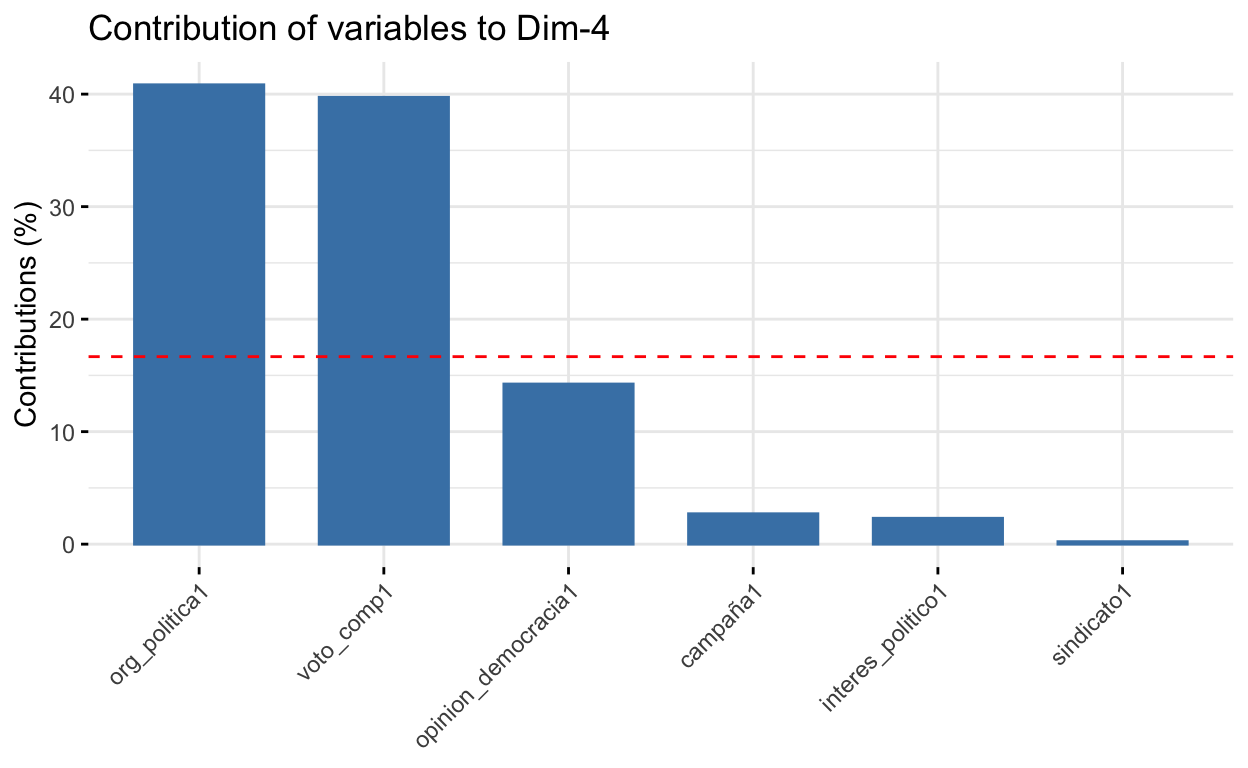 Contribution of variables to Dim-4
Contributions (%)
40
30
20
10
0
org_politica1
voto_comp1
opinion_democracia1
campaña1
interes_politico1
sindicato1